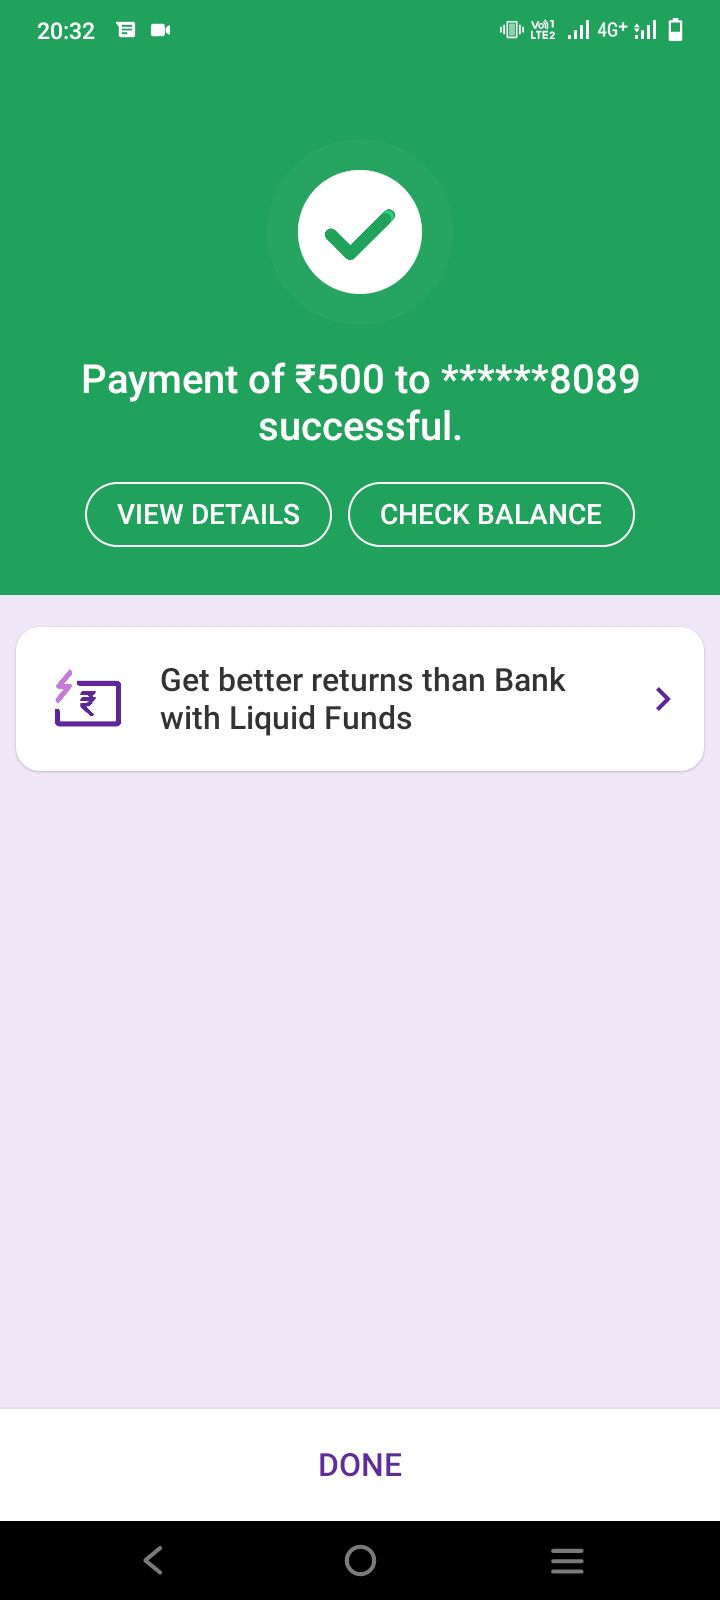 20:32
Vo))1
LTE2
4G+
Payment of ₹500 to ******8089
successful.
VIEW DETAILS
CHECK BALANCE
₹
Get better returns than Bank
with Liquid Funds
DONE